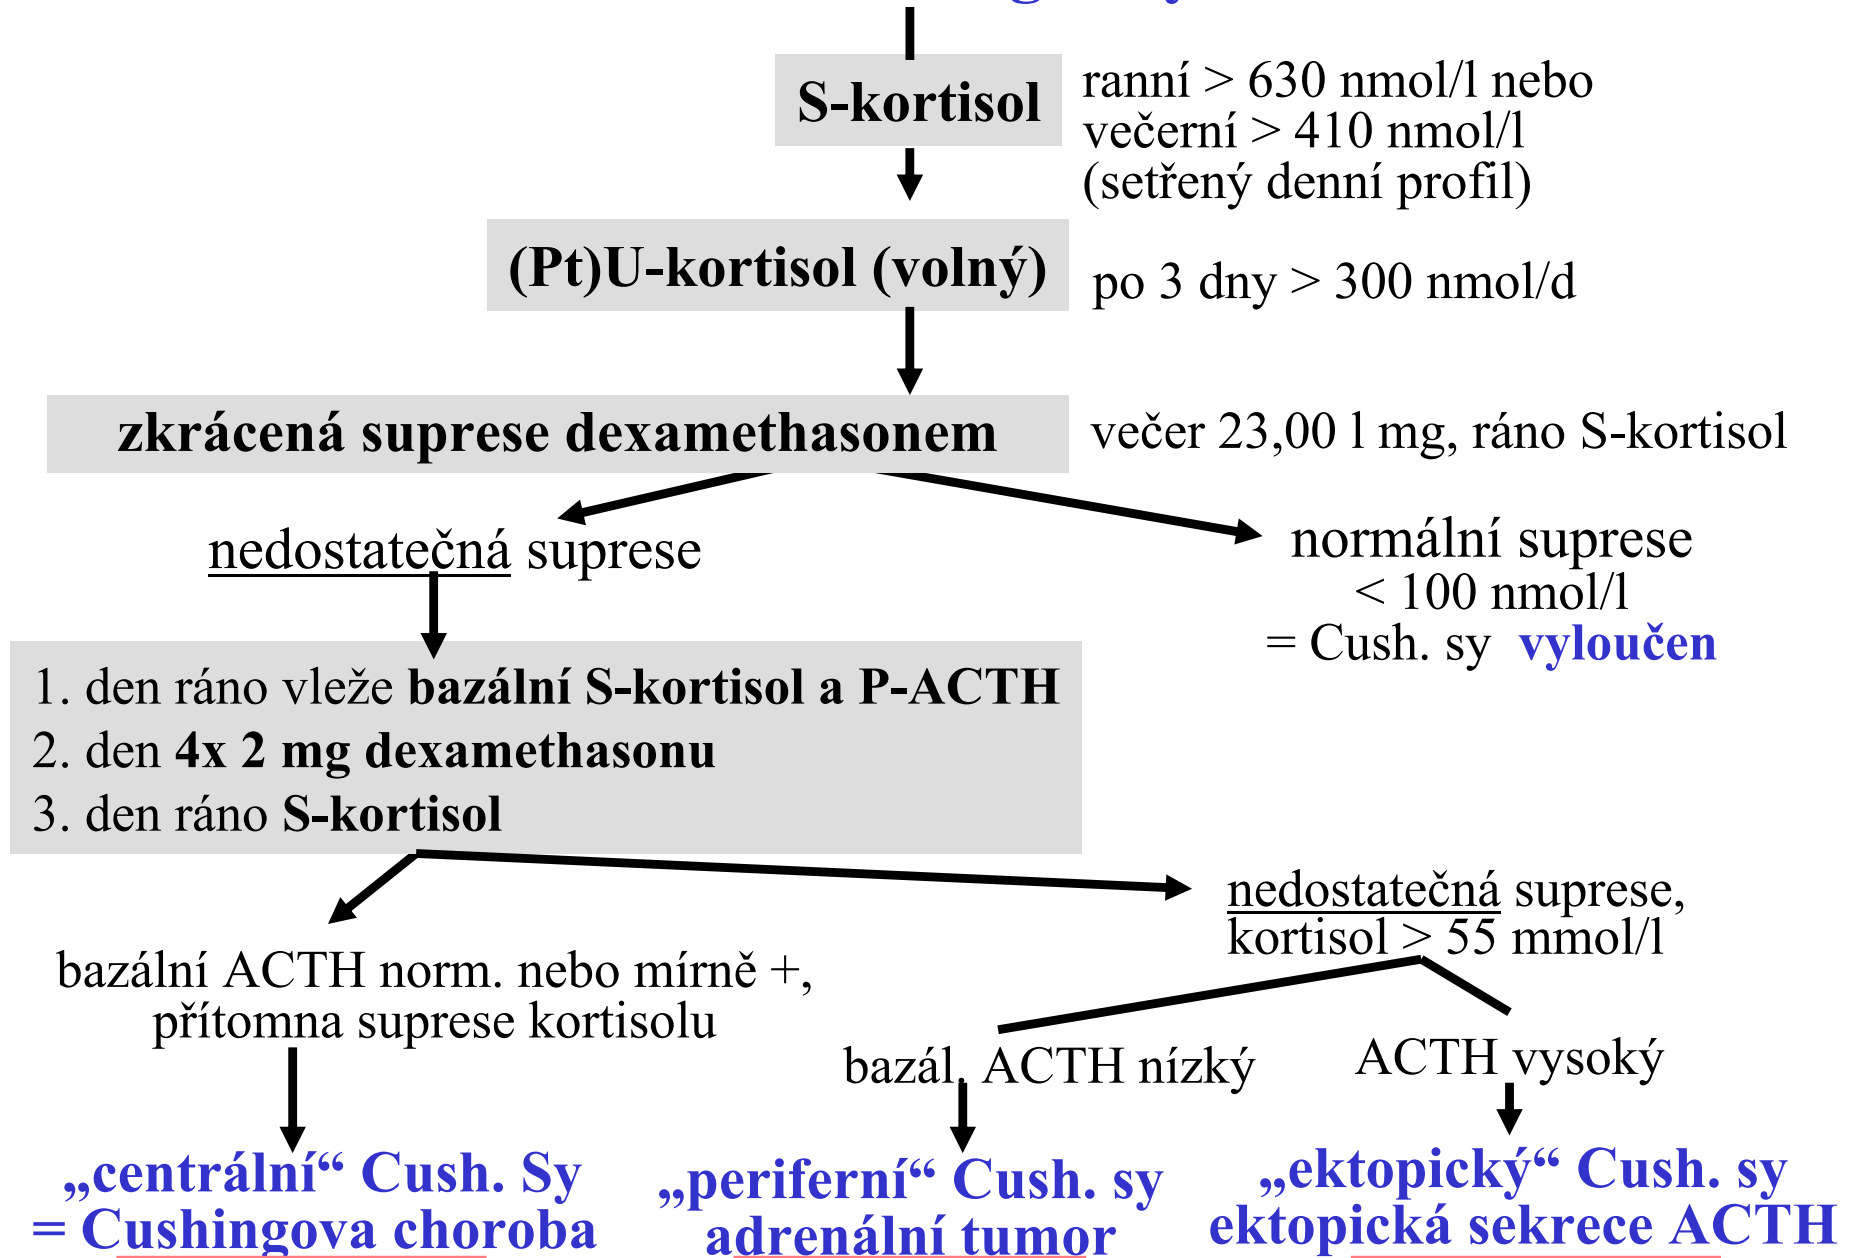 S-kortisol
ranní > 630 nmol/l nebo
večerní > 410 nmol/l
(setřený denní profil)
(Pt)U-kortisol (volný)
po 3 dny > 300 nmol/d
zkrácená suprese dexamethasonem
večer 23,00 l mg, ráno S-kortisol
nedostatečná suprese
normální suprese
< 100 nmol/l
= Cush. sy vyloučen
1. den ráno vleže bazální S-kortisol a P-ACTH
2. den 4x 2 mg dexamethasonu
3. den ráno S-kortisol
nedostatečná suprese,
kortisol > 55 mmol/l
bazální ACTH norm. nebo mírně +,
přítomna suprese kortisolu
bazál. ACTH nízký
ACTH vysoký
„centrální“ Cush. Sy
= Cushingova choroba
„periferní“ Cush. sy
adrenální tumor
„ektopický“ Cush. sy
ektopická sekrece ACTH